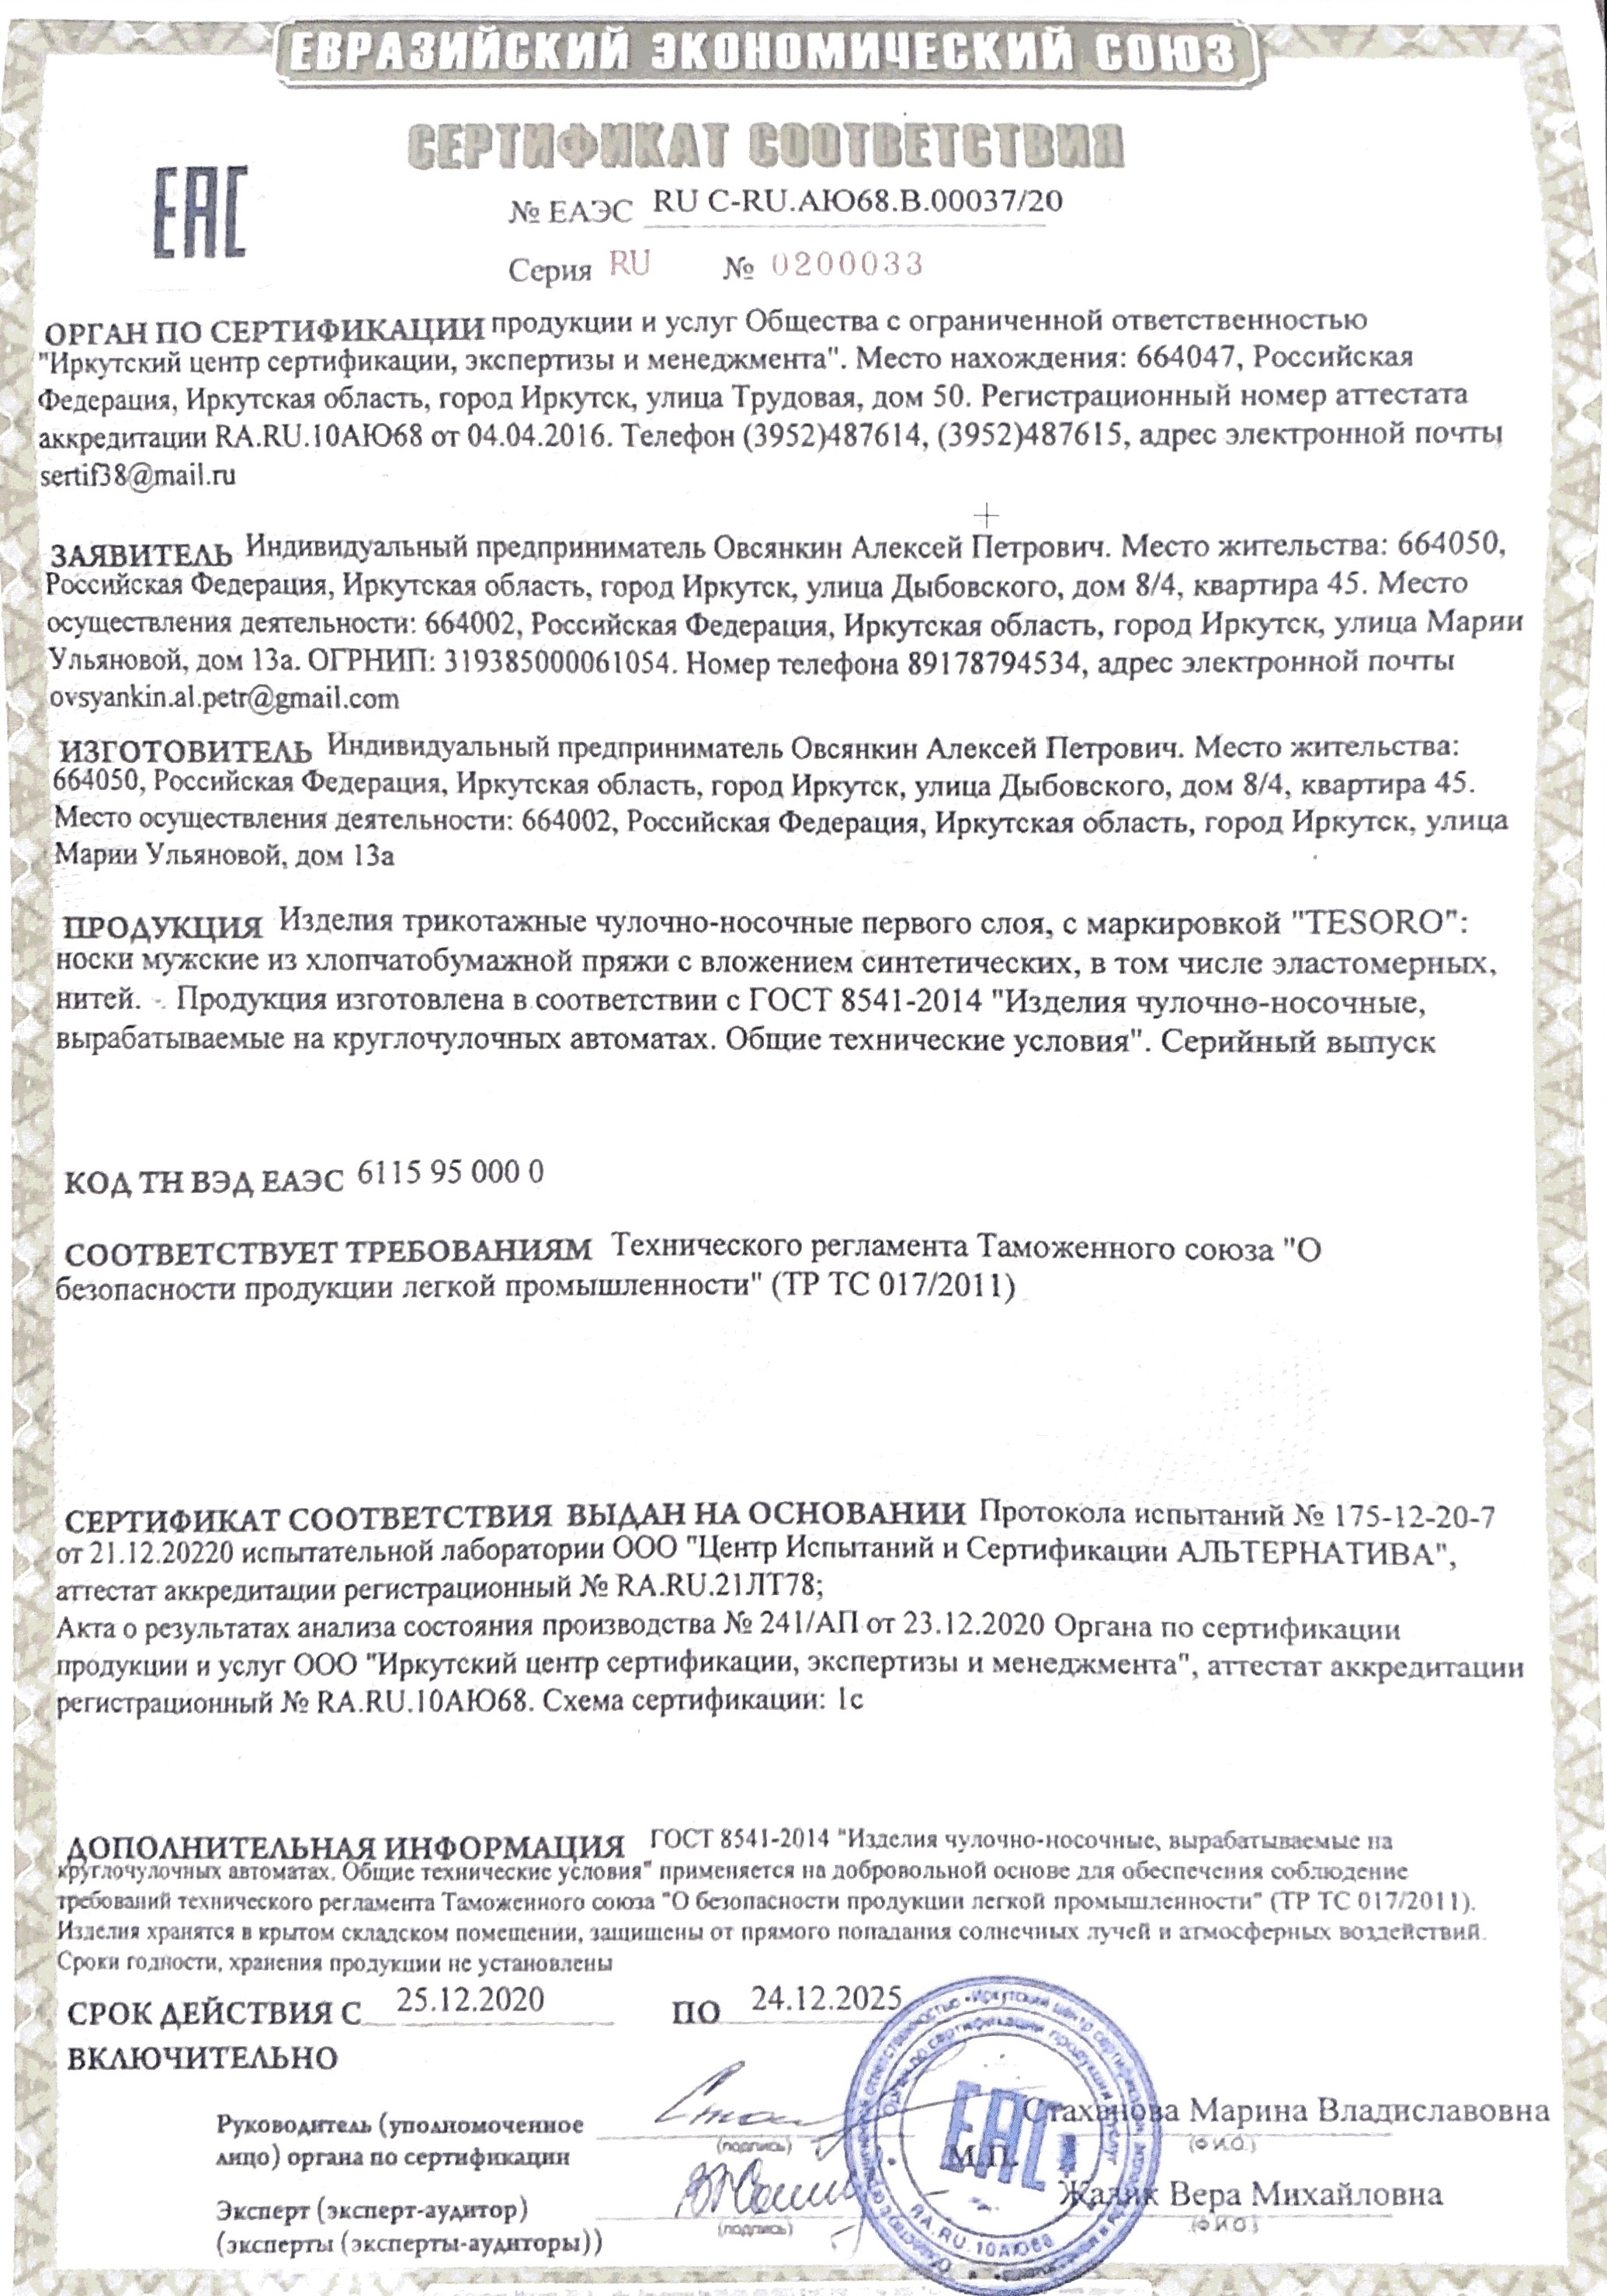 ЕВРАЗИЙСКИЙ ЭКОНОМИЧЕСКИЙ СОЮЗ
СЕРТИФИКАТ СООТВЕТСТВИЯ
ЕАС
№ ЕАЭС RU C-RU.АЮ68.В.00037/20
Серия RU № 0200033
ОРГАН ПО СЕРТИФИКАЦИИ продукции и услуг Общества с ограниченной ответственностью
"Иркутский центр сертификации, экспертизы и менеджмента". Место нахождения: 664047, Российская
Федерация, Иркутская область, город Иркутск, улица Трудовая, дом 50. Регистрационный номер аттестата
аккредитации RA.RU.10АЮ68 от 04.04.2016. Телефон (3952)487614, (3952)487615, адрес электронной почты
sertif38@mail.ru
ЗАЯВИТЕЛЬ Индивидуальный предприниматель Овсянкин Алексей Петрович. Место жительства: 664050,
Российская Федерация, Иркутская область, город Иркутск, улица Дыбовского, дом 8/4, квартира 45. Место
осуществления деятельности: 664002, Российская Федерация, Иркутская область, город Иркутск, улица Марии
Ульяновой, дом 13а. ОГРНИП: 319385000061054. Номер телефона 89178794534, адрес электронной почты
ovsyankin.al.petr@gmail.com
ИЗГОТОВИТЕЛЬ Индивидуальный предприниматель Овсянкин Алексей Петрович. Место жительства:
664050, Российская Федерация, Иркутская область, город Иркутск, улица Дыбовского, дом 8/4, квартира 45.
Место осуществления деятельности: 664002, Российская Федерация, Иркутская область, город Иркутск, улица
Марии Ульяновой, дом 13а
ПРОДУКЦИЯ Изделия трикотажные чулочно-носочные первого слоя, с маркировкой "TESORO":
носки мужские из хлопчатобумажной пряжи с вложением синтетических, в том числе эластомерных,
нитей. - Продукция изготовлена в соответствии с ГОСТ 8541-2014 "Изделия чулочно-носочные,
вырабатываемые на круглочулочных автоматах. Общие технические условия". Серийный выпуск
КОД ТН ВЭД ЕАЭС 6115 95 000 0
СООТВЕТСТВУЕТ ТРЕБОВАНИЯМ Технического регламента Таможенного союза "О
безопасности продукции легкой промышленности" (ТР ТС 017/2011)
СЕРТИФИКАТ СООТВЕТСТВИЯ ВЫДАН НА ОСНОВАНИИ Протокола испытаний № 175-12-20-7
от 21.12.20220 испытательной лаборатории ООО "Центр Испытаний и Сертификации АЛЬТЕРНАТИВА",
аттестат аккредитации регистрационный № RA.RU.21ЛТ78;
Акта о результатах анализа состояния производства № 241/АП от 23.12.2020 Органа по сертификации
продукции и услуг ООО "Иркутский центр сертификации, экспертизы и менеджмента", аттестат аккредитации
регистрационный № RA.RU.10АЮ68. Схема сертификации: 1с
ДОПОЛНИТЕЛЬНАЯ ИНФОРМАЦИЯ ГОСТ 8541-2014 "Изделия чулочно-носочные, вырабатываемые на
круглочулочных автоматах. Общие технические условия" применяется на добровольной основе для обеспечения соблюдение
требований технического регламента Таможенного союза "О безопасности продукции легкой промышленности" (ТР ТС 017/2011).
Изделия хранятся в крытом складском помещении, защищены от прямого попадания солнечных лучей и атмосферных воздействий.
Сроки годности, хранения продукции не установлены
СРОК ДЕЙСТВИЯ С 25.12.2020 ПО 24.12.2025
ВКЛЮЧИТЕЛЬНО
Руководитель (уполномоченное
лицо) органа по сертификации
(подпись)
Стаханова Марина Владиславовна
(Ф.И.О.)
М.П.
Эксперт (эксперт-аудитор)
(эксперты (эксперты-аудиторы))
(подпись)
Жадик Вера Михайловна
(Ф.И.О.)
ЕАС
RA.RU.10АЮ68